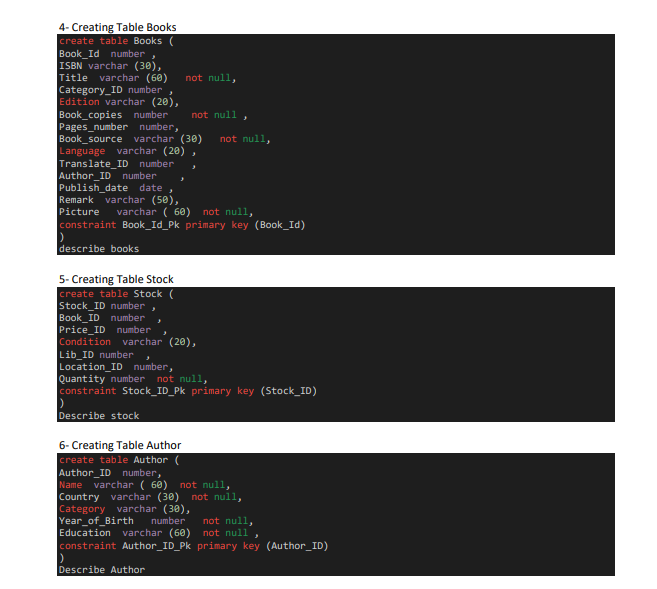 4- Creating Table Books
create table Books (
Book_Id  number ,
ISBN varchar (30),
Title  varchar (60)   not null,
Category_ID number ,
Edition varchar (20),
Book_copies  number    not null ,
Pages_number  number,
Book_source  varchar (30)   not null,
Language  varchar (20) ,
Translate_ID  number   ,
Author_ID  number    ,
Publish_date  date ,
Remark  varchar (50),
Picture   varchar ( 60)  not null,
constraint Book_Id_Pk primary key (Book_Id)
)
describe books
5- Creating Table Stock
create table Stock (
Stock_ID number ,
Book_ID  number  ,
Price_ID  number  ,
Condition  varchar (20),
Lib_ID number  ,
Location_ID  number,
Quantity number  not null,
constraint Stock_ID_Pk primary key (Stock_ID)
)
Describe stock
6- Creating Table Author
create table Author (
Author_ID  number,
Name  varchar ( 60)  not null,
Country  varchar (30)  not null,
Category  varchar (30),
Year_of_Birth   number   not null,
Education  varchar (60)  not null ,
constraint Author_ID_Pk primary key (Author_ID)
)
Describe Author